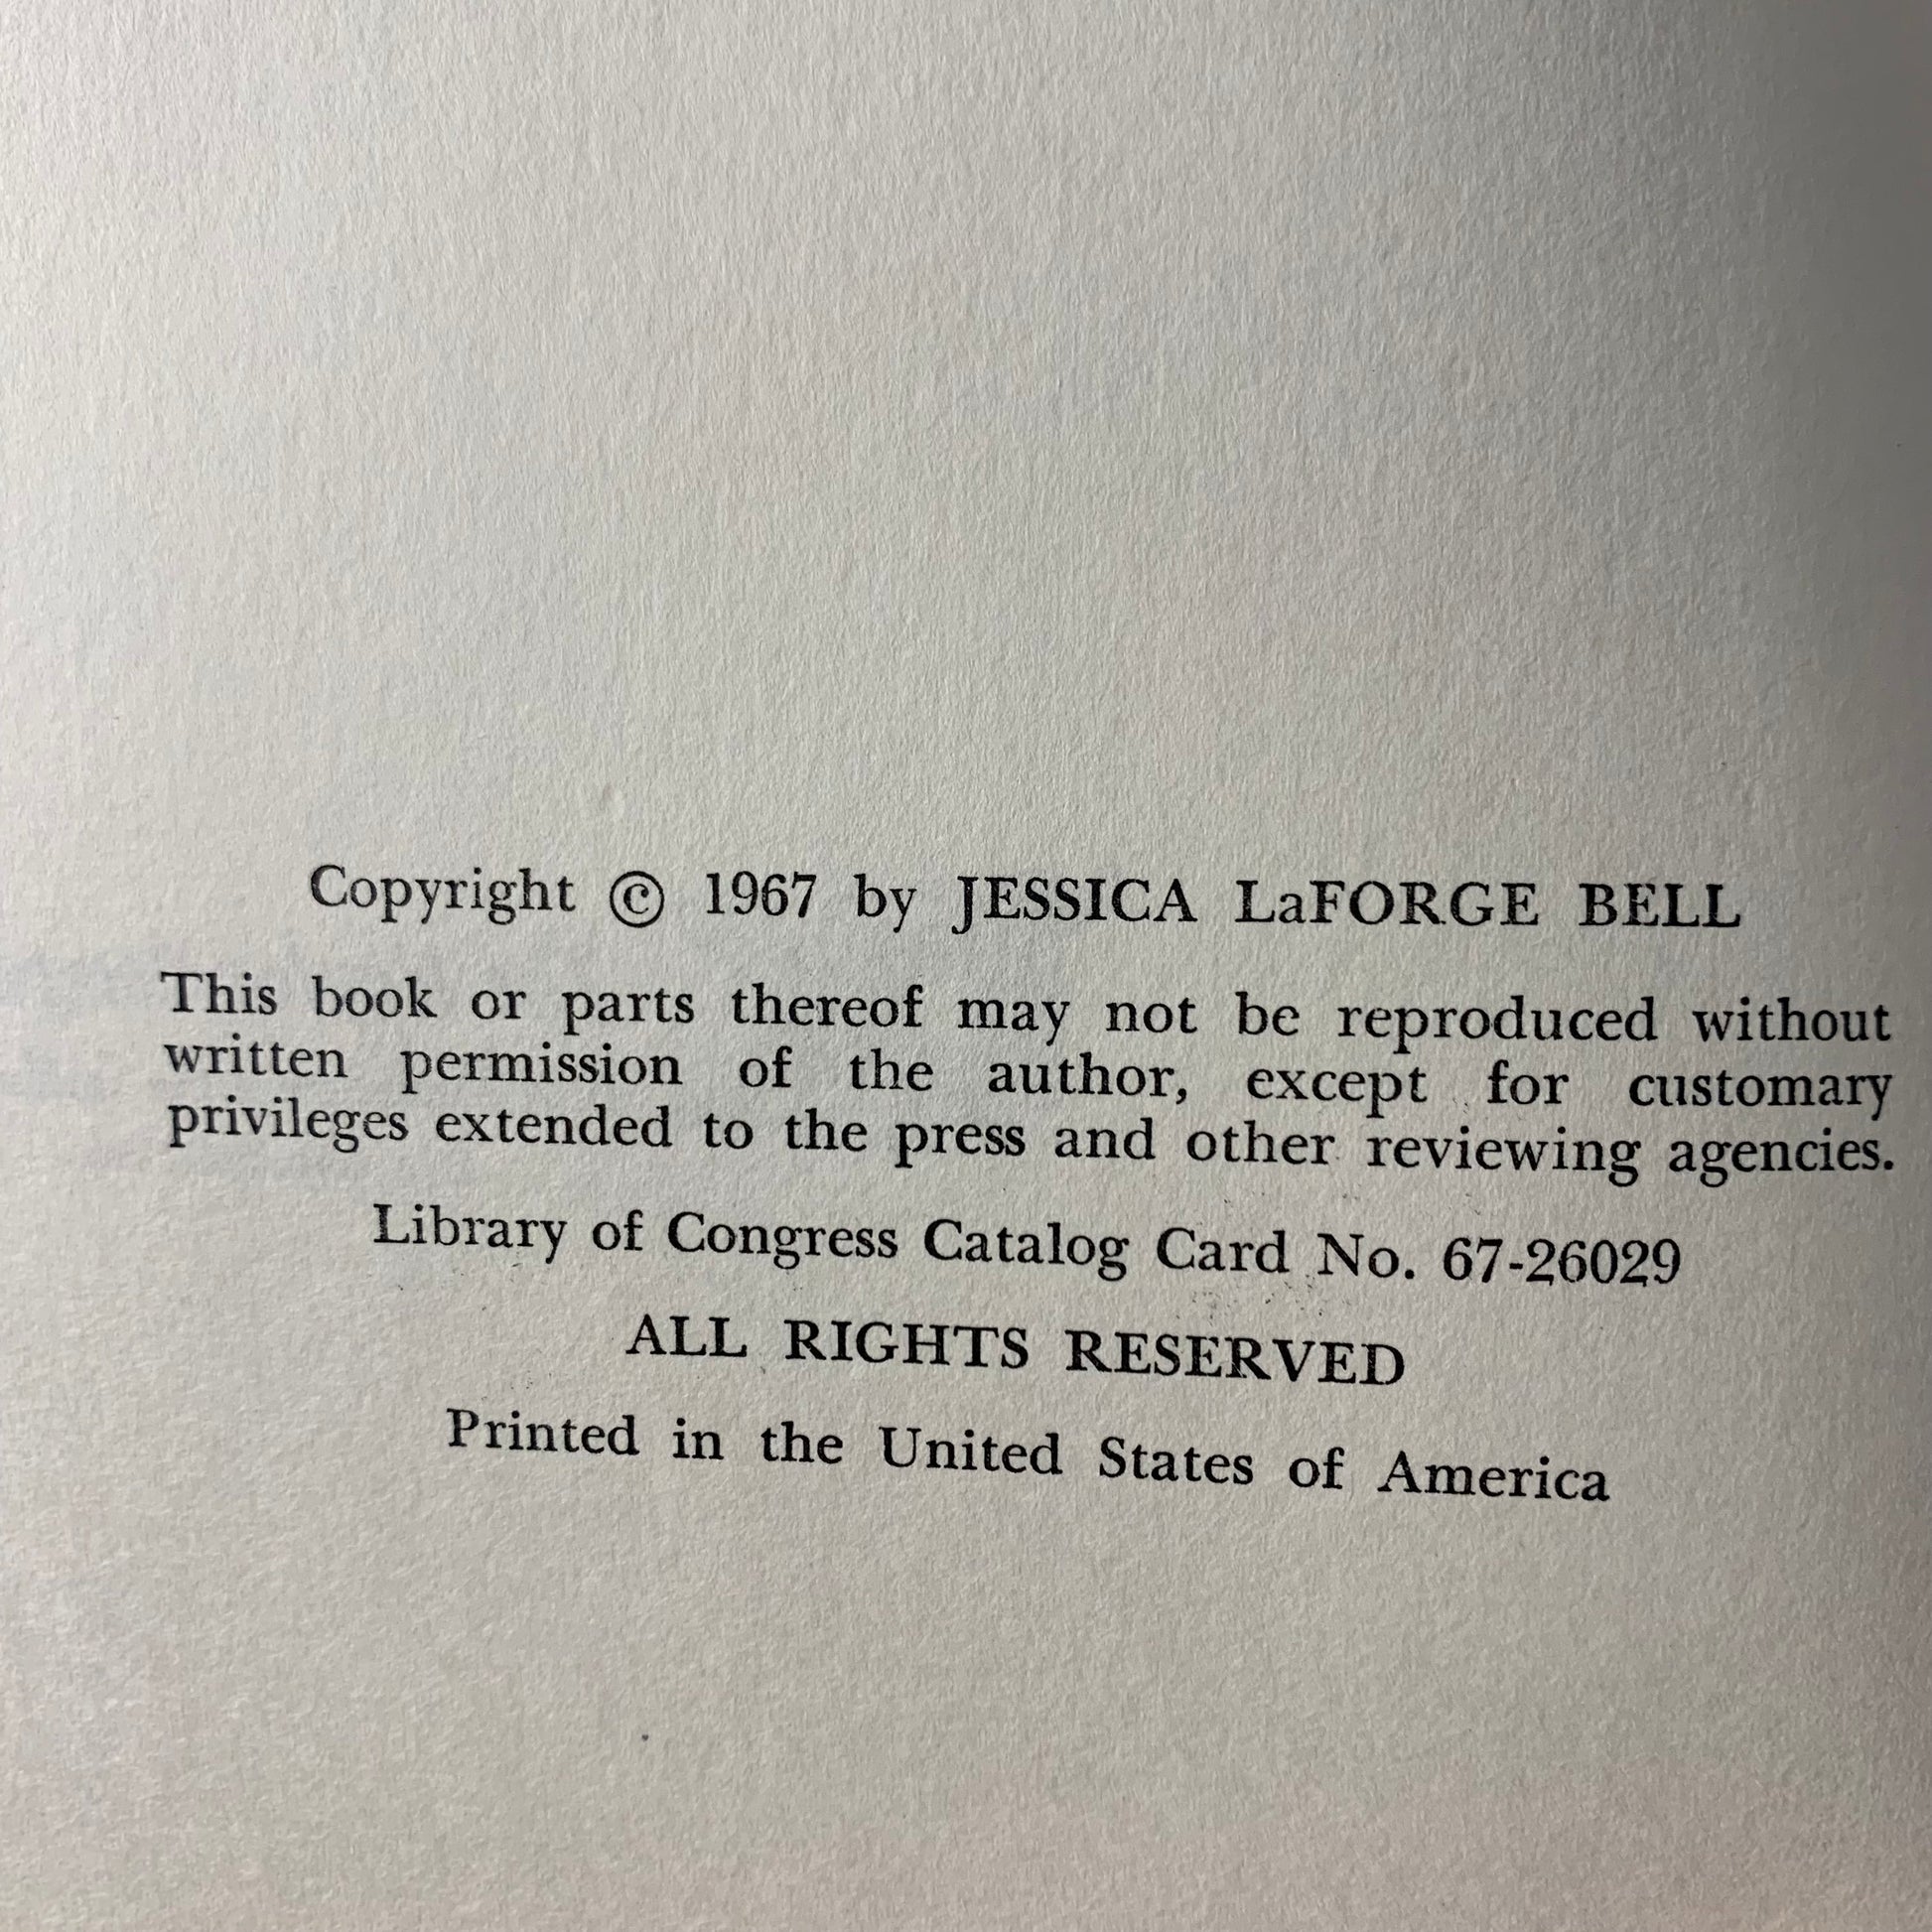 Copyright © 1967 by JESSICA LaFORGE BELL
This book or parts thereof may not be reproduced without
written permission of the author, except for customary
privileges extended to the press and other reviewing agencies.
Library of Congress Catalog Card No. 67-26029
ALL RIGHTS RESERVED
Printed in the United States of America